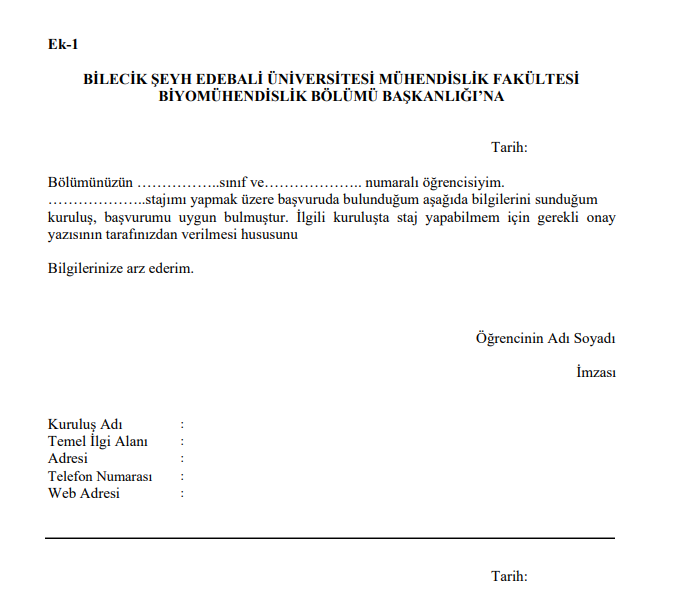 Ek-1
BİLECİK ŞEYH EDEBALİ ÜNİVERSİTESİ MÜHENDİSLİK FAKÜLTESİ
BİYOMÜHENDİSLİK BÖLÜMÜ BAŞKANLIĞI’NA
Tarih:
Bölümünüzün ……………..sınıf ve……………….. numaralı öğrencisiyim.
………………..stajımı yapmak üzere başvuruda bulunduğum aşağıda bilgilerini sunduğum
kuruluş, başvurumu uygun bulmuştur. İlgili kuruluşta staj yapabilmem için gerekli onay
yazısının tarafınızdan verilmesi hususunu
Bilgilerinize arz ederim.
Öğrencinin Adı Soyadı
İmzası
Kuruluş Adı :
Temel İlgi Alanı :
Adresi :
Telefon Numarası :
Web Adresi :
Tarih: